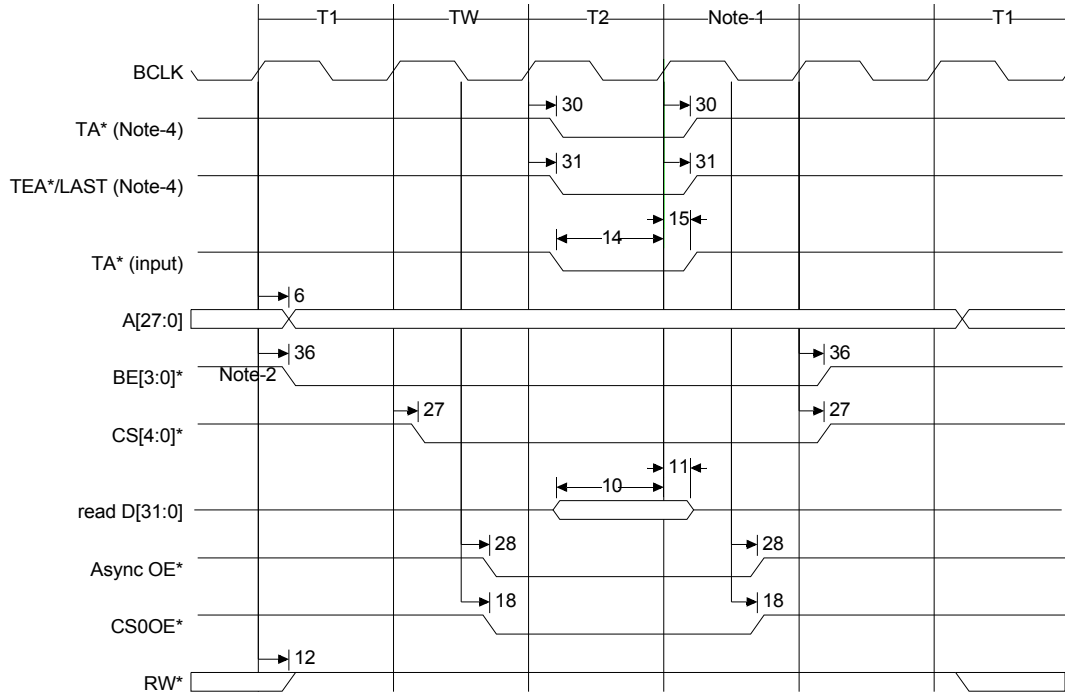 T1 TW T2 Note-1 T1
BCLK
30 30
TA* (Note-4)
31 31
TEA*/LAST (Note-4)
15
14
TA* (input)
6
A[27:0]
36 36
Note-2
BE[3:0]*
27 27
CS[4:0]*
11
10
read D[31:0]
28 28
Async OE*
18 18
CS0OE*
12
RW*